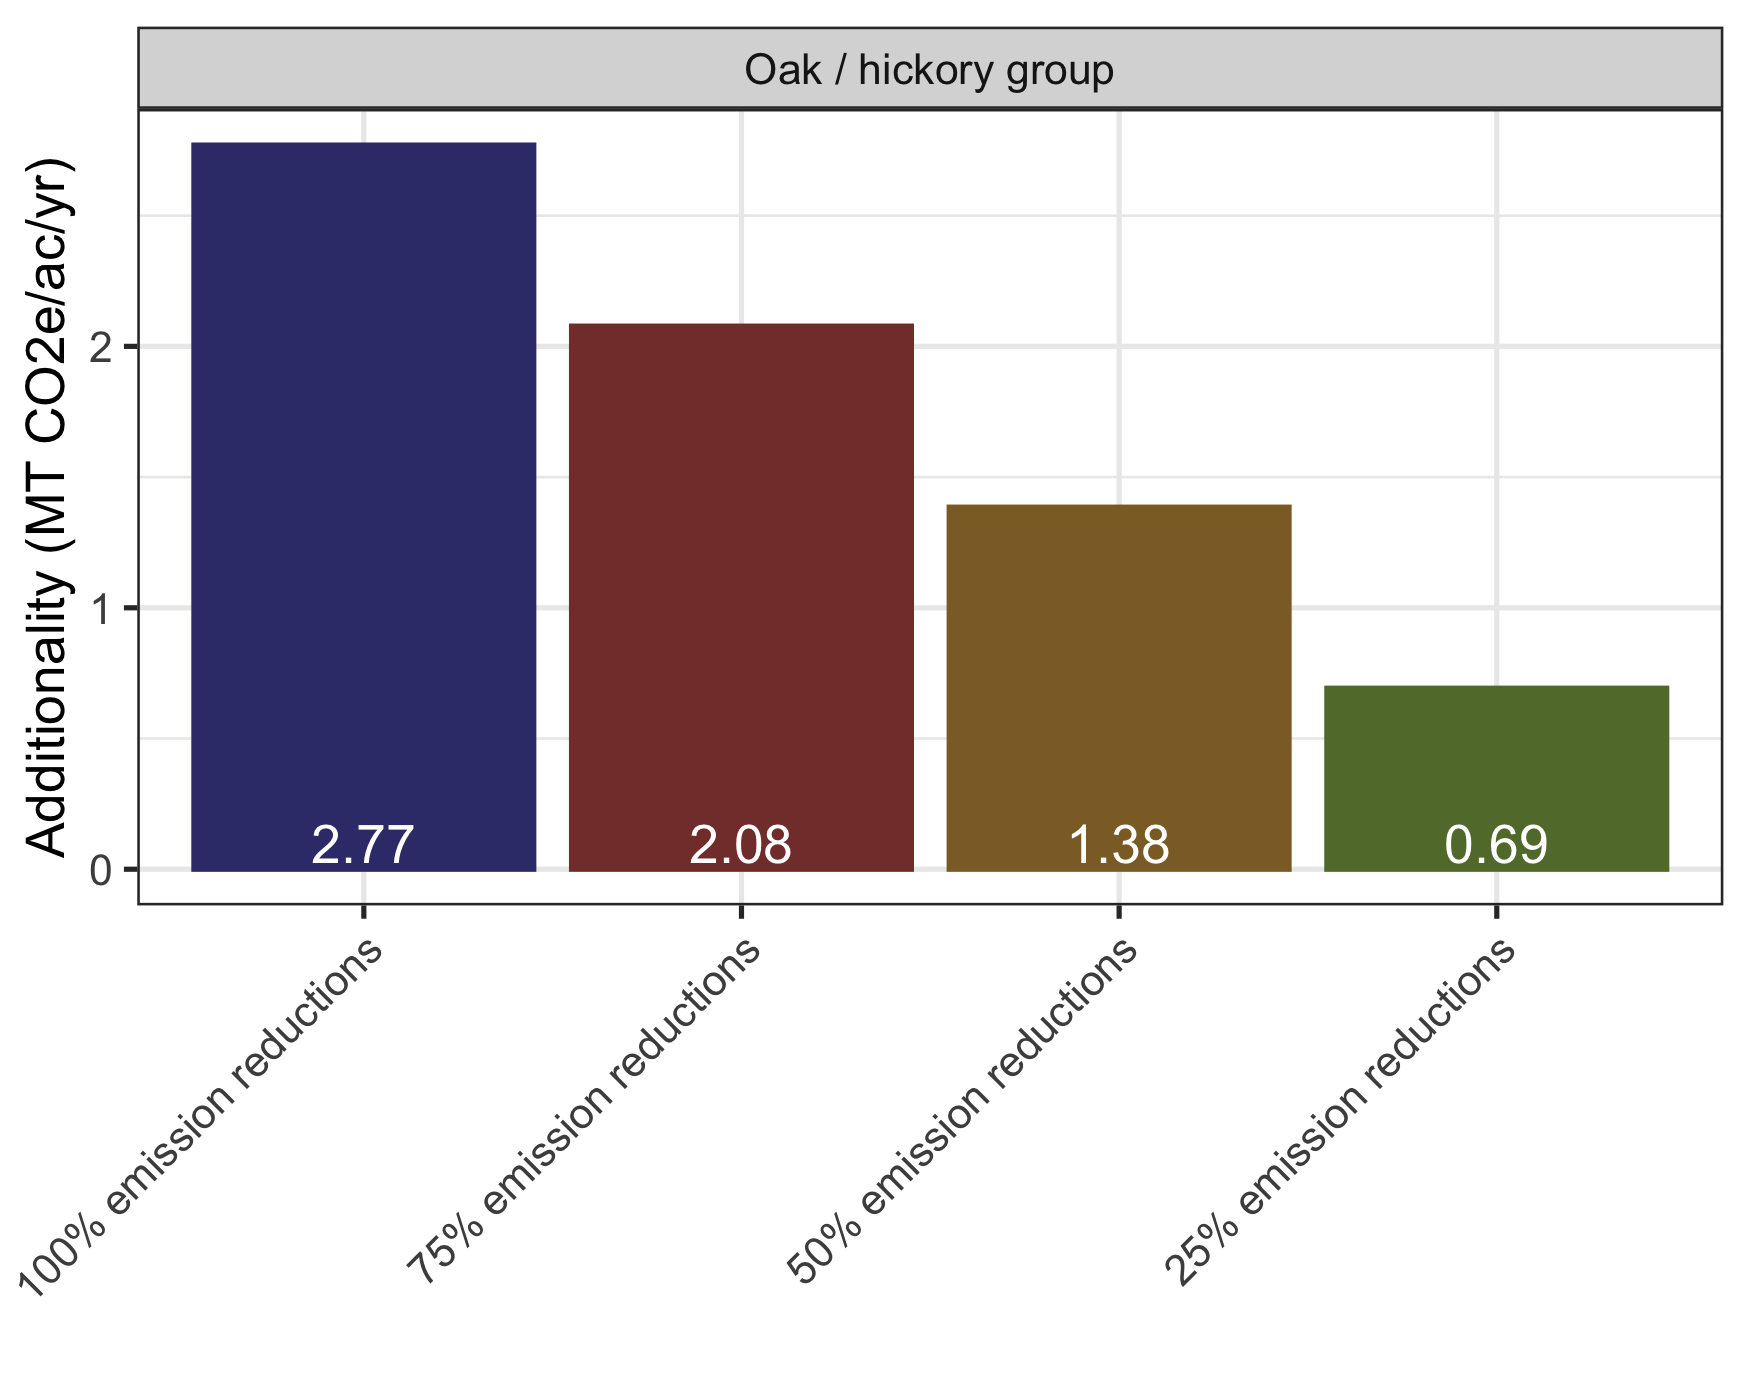 Oak / hickory group
Additionality (MT CO2e/ac/yr)
2
1
0
2.77
2.08
1.38
0.69
100% emission reductions
75% emission reductions
50% emission reductions
25% emission reductions